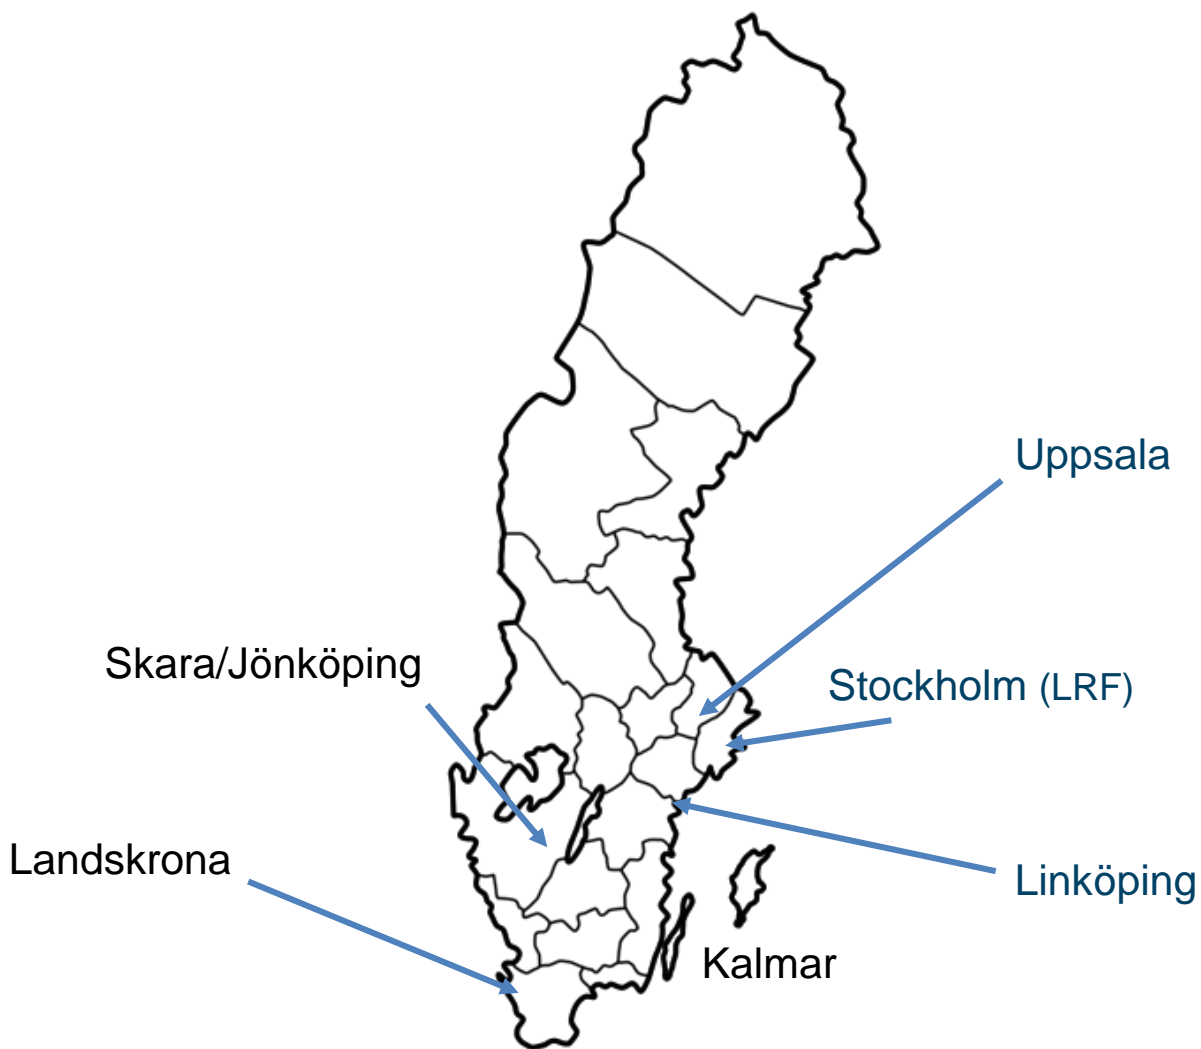 Uppsala
Skara/Jönköping
Stockholm (LRF)
Landskrona
Linköping
Kalmar